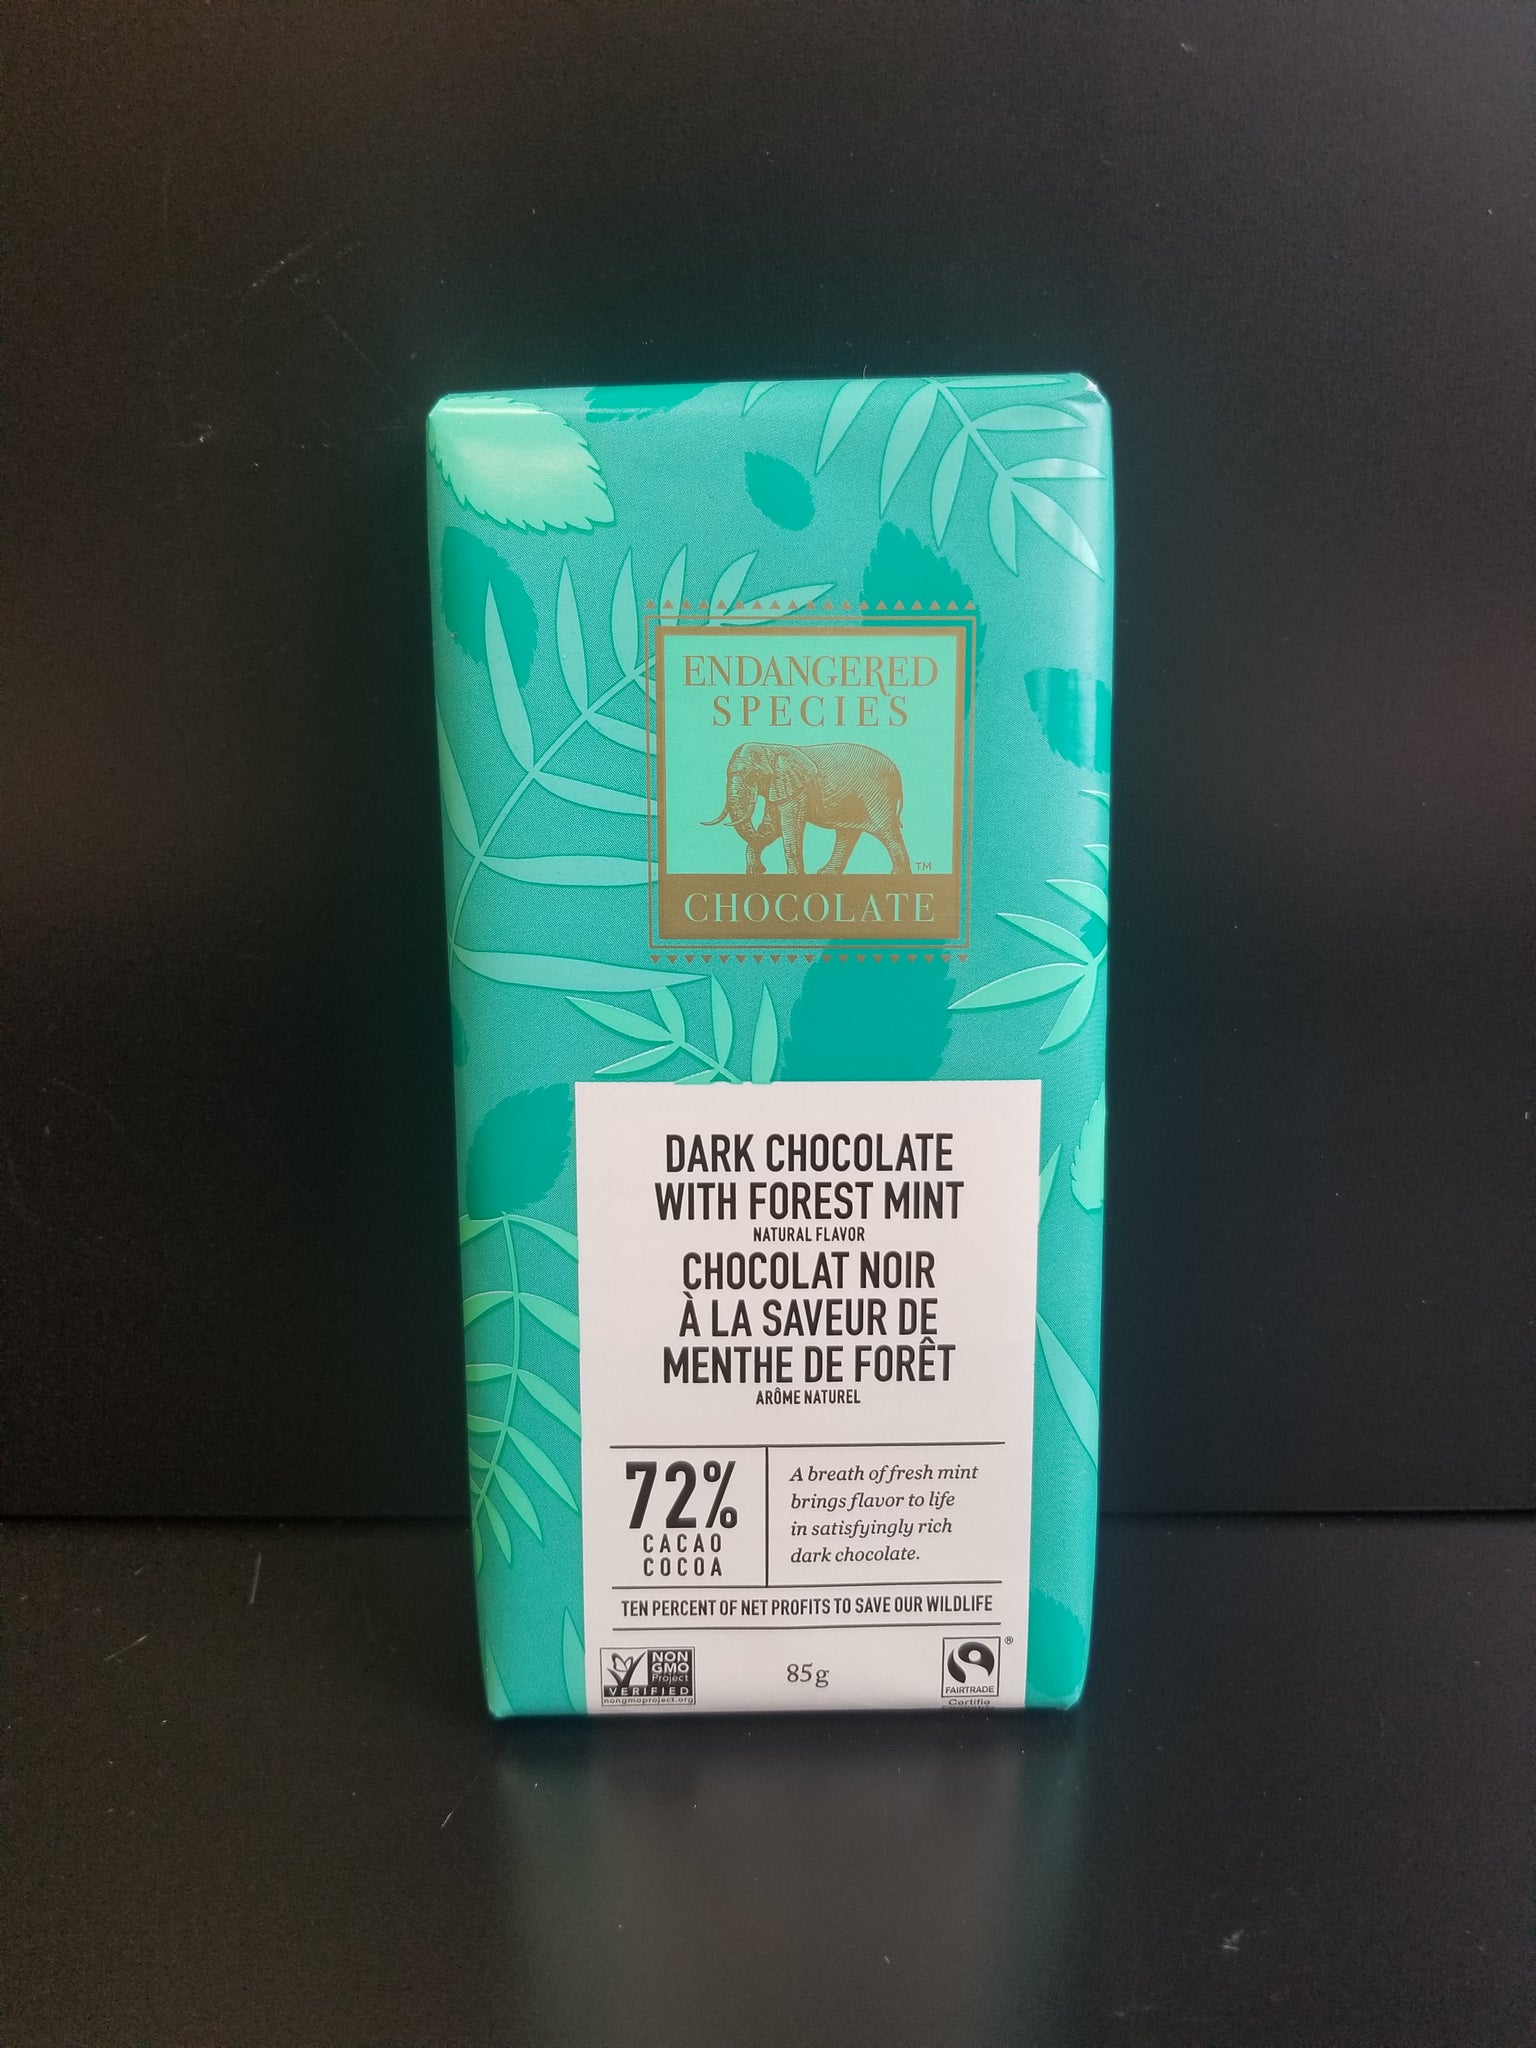 ENDANGERED
SPECIES
TM
CHOCOLATE
DARK CHOCOLATE
WITH FOREST MINT
NATURAL FLAVOR
CHOCOLAT NOIR
À LA SAVEUR DE
MENTHE DE FORÊT
ARÔME NATUREL
72%
CACAO
COCOA
A breath of fresh mint
brings flavor to life
in satisfyingly rich
dark chocolate.
TEN PERCENT OF NET PROFITS TO SAVE OUR WILDLIFE
NON
GMO
Project
VERIFIED
nongmoproject.org
85g
®
FAIRTRADE
Certifié